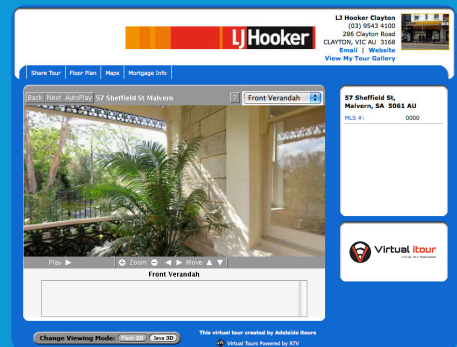 LJ Hooker
LJ Hooker Clayton
(03) 9543 4100
286 Clayton Road
CLAYTON, VIC AU 3168
Email | Website
View My Tour Gallery
Share Tour | Floor Plan | Maps | Mortgage Info
Back Next AutoPlay 57 Sheffield St Malvern ? Front Verandah
57 Sheffield St,
Malvern, SA 5061 AU
MLS #: 0000
Play Zoom Move
Front Verandah
Virtual itour
Virtual Tour Specialists
Change Viewing Mode: Flash 2D Java 3D
This virtual tour created by Adelaide itours
Virtual Tours Powered by RTV